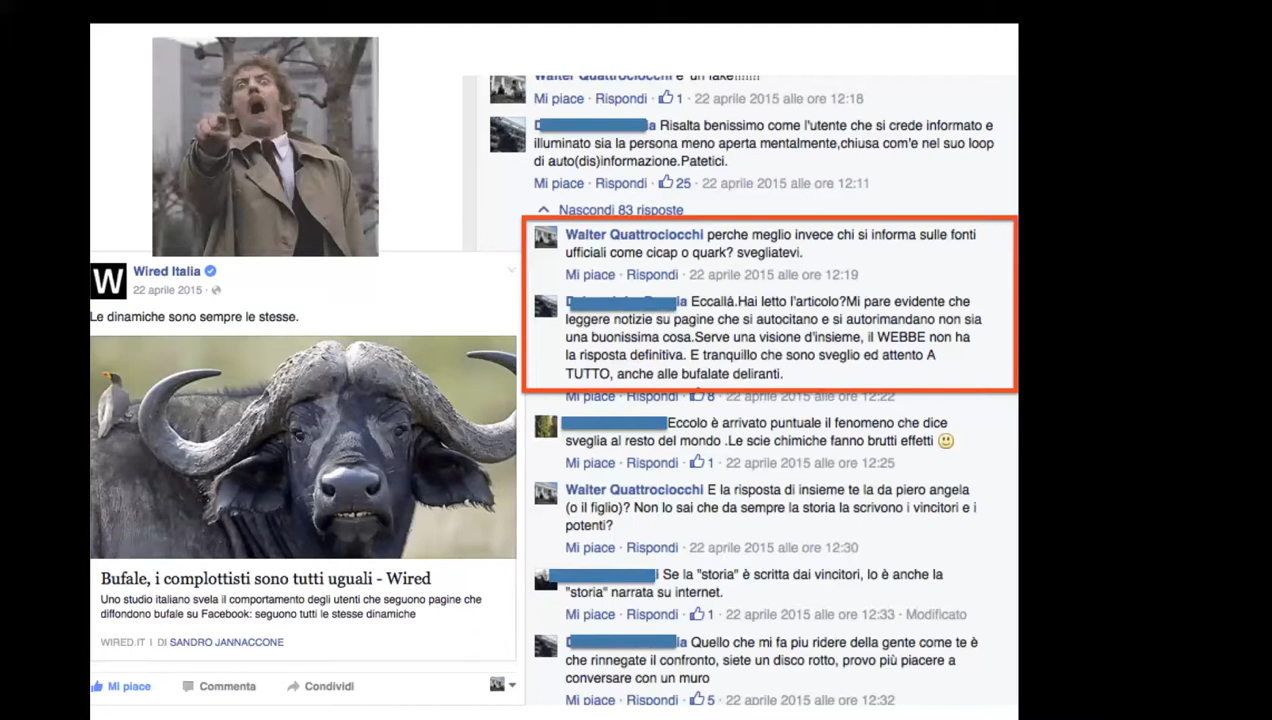 Walter Quattrociocchi e' un fake!!!!!!!
Mi piace · Rispondi · 1 · 22 aprile 2015 alle ore 12:18
Risalta benissimo come l'utente che si crede informato e
illuminato sia la persona meno aperta mentalmente,chiusa com'e nel suo loop
di auto(dis)informazione.Patetici.
Mi piace · Rispondi · 25 · 22 aprile 2015 alle ore 12:11
Nascondi 83 risposte
Walter Quattrociocchi perche meglio invece chi si informa sulle fonti
ufficiali come cicap o quark? svegliatevi.
Mi piace · Rispondi · 22 aprile 2015 alle ore 12:19
Eccallá.Hai letto l'articolo?Mi pare evidente che
leggere notizie su pagine che si autocitano e si autorimandano non sia
una buonissima cosa.Serve una visione d'insieme, il WEBBE non ha
la risposta definitiva. E tranquillo che sono sveglio ed attento A
TUTTO, anche alle bufalate deliranti.
Mi piace · Rispondi · 8 · 22 aprile 2015 alle ore 12:22
Eccolo è arrivato puntuale il fenomeno che dice
sveglia al resto del mondo .Le scie chimiche fanno brutti effetti
Mi piace · Rispondi · 1 · 22 aprile 2015 alle ore 12:25
Walter Quattrociocchi E la risposta di insieme te la da piero angela
(o il figlio)? Non lo sai che da sempre la storia la scrivono i vincitori e i
potenti?
Mi piace · Rispondi · 22 aprile 2015 alle ore 12:30
Se la "storia" è scritta dai vincitori, lo è anche la
"storia" narrata su internet.
Mi piace · Rispondi · 1 · 22 aprile 2015 alle ore 12:33 · Modificato
Quello che mi fa piu ridere della gente come te è
che rinnegate il confronto, siete un disco rotto, provo più piacere a
conversare con un muro
Mi piace · Rispondi · 5 · 22 aprile 2015 alle ore 12:32
W
Wired Italia
22 aprile 2015 ·
Le dinamiche sono sempre le stesse.
Bufale, i complottisti sono tutti uguali - Wired
Uno studio italiano svela il comportamento degli utenti che seguono pagine che
diffondono bufale su Facebook: seguono tutti le stesse dinamiche
WIRED.IT | DI SANDRO JANNACCONE
Mi piace Commenta Condividi